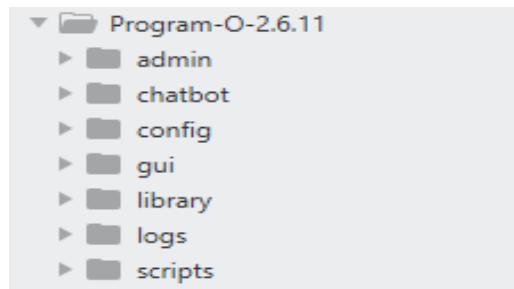 Program-O-2.6.11
admin
chatbot
config
gui
library
logs
scripts